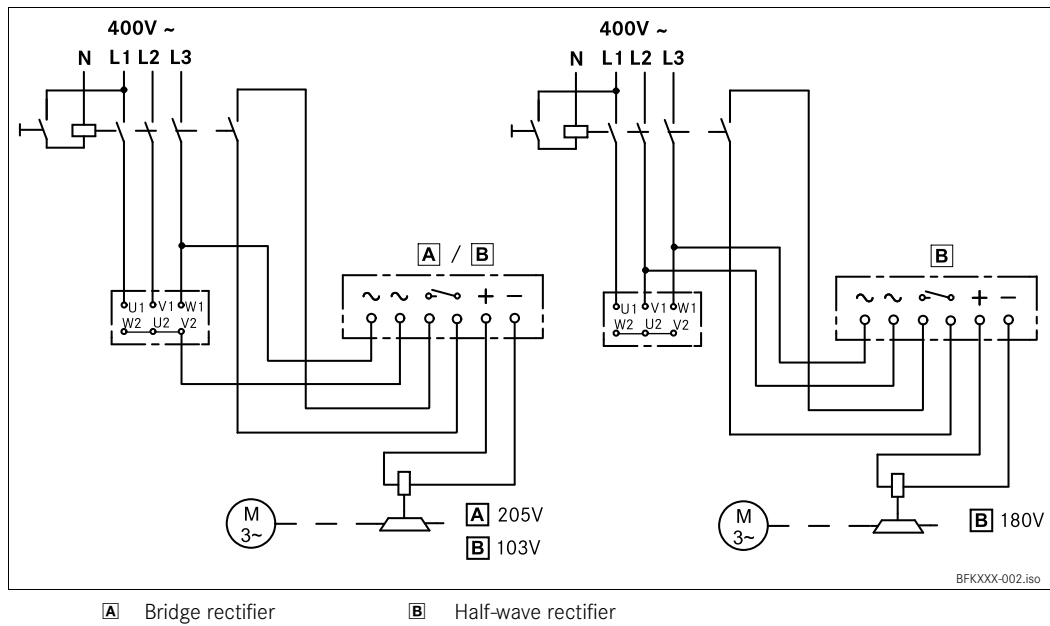 400V ~
N L1 L2 L3
A / B
U1 V1 W1
W2 U2 V2
~ ~ + −
M
3~
A 205V
B 103V
400V ~
N L1 L2 L3
B
U1 V1 W1
W2 U2 V2
~ ~ + −
M
3~
B 180V
BFKXXX-002.iso
A Bridge rectifier B Half-wave rectifier